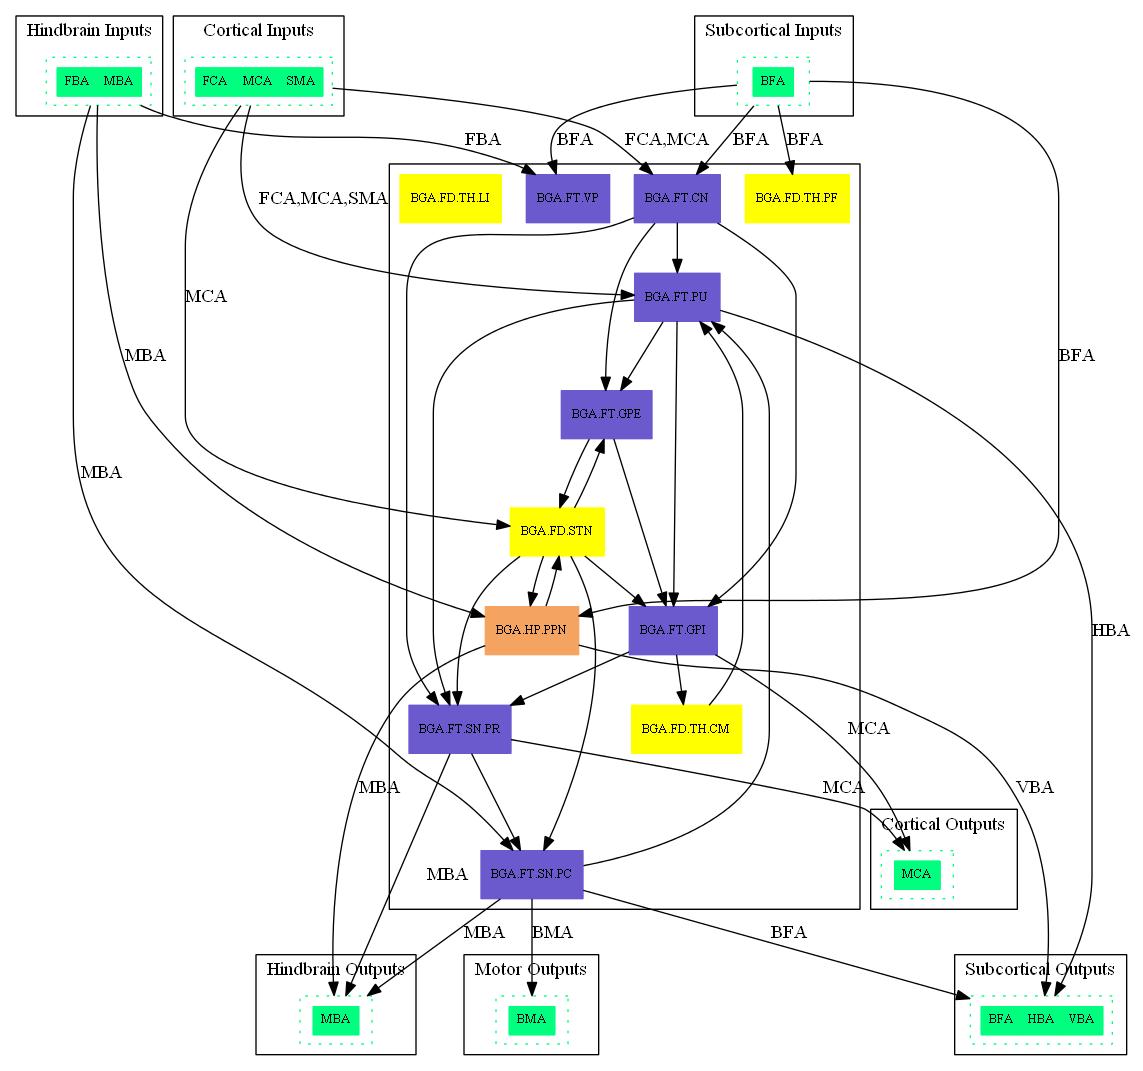 Hindbrain Inputs
Cortical Inputs
Subcortical Inputs
FBA MBA
FCA MCA SMA
BFA
FBA
BFA
FCA,MCA
BFA
BFA
BGA.FD.TH.LI
BGA.FT.VP
BGA.FT.CN
BGA.FD.TH.PF
FCA,MCA,SMA
MCA
BGA.FT.PU
MBA
BFA
BGA.FT.GPE
MBA
BGA.FD.STN
BGA.HP.PPN
BGA.FT.GPI
HBA
BGA.FT.SN.PR
BGA.FD.TH.CM
MCA
MBA
MCA
VBA
Cortical Outputs
MBA
BGA.FT.SN.PC
MCA
MBA
BMA
BFA
Hindbrain Outputs
Motor Outputs
Subcortical Outputs
MBA
BMA
BFA HBA VBA